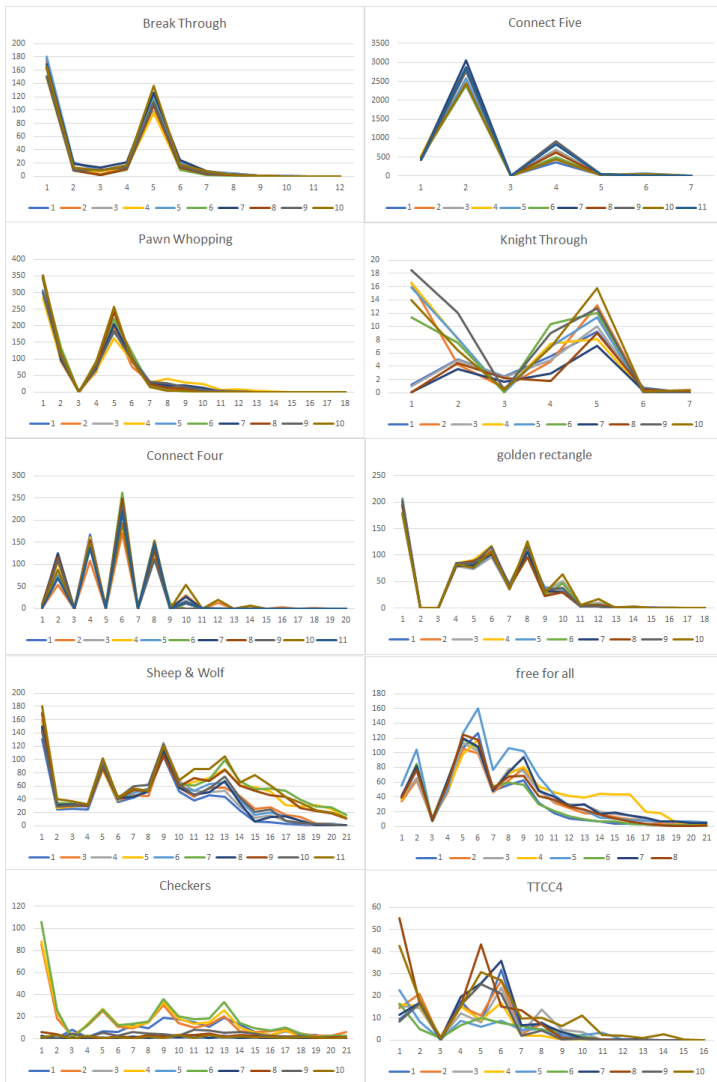 Break Through
200
180
160
140
120
100
80
60
40
20
0
1 2 3 4 5 6 7 8 9 10 11 12
1 2 3 4 5 6 7 8 9 10
Connect Five
3500
3000
2500
2000
1500
1000
500
0
1 2 3 4 5 6 7
1 2 3 4 5 6 7 8 9 10 11
Pawn Whopping
400
350
300
250
200
150
100
50
0
1 2 3 4 5 6 7 8 9 10 11 12 13 14 15 16 17 18
1 2 3 4 5 6 7 8 9 10
Knight Through
20
18
16
14
12
10
8
6
4
2
0
1 2 3 4 5 6 7
1 2 3 4 5 6 7 8 9 10
Connect Four
300
250
200
150
100
50
0
1 2 3 4 5 6 7 8 9 10 11 12 13 14 15 16 17 18 19 20
1 2 3 4 5 6 7 8 9 10 11
golden rectangle
250
200
150
100
50
0
1 2 3 4 5 6 7 8 9 10 11 12 13 14 15 16 17 18
1 2 3 4 5 6 7 8 9 10
Sheep & Wolf
200
180
160
140
120
100
80
60
40
20
0
1 2 3 4 5 6 7 8 9 10 11 12 13 14 15 16 17 18 19 20 21
1 3 4 5 6 7 8 9 10 11
free for all
180
160
140
120
100
80
60
40
20
0
1 2 3 4 5 6 7 8 9 10 11 12 13 14 15 16 17 18 19 20 21
1 2 3 4 5 6 7 8
Checkers
120
100
80
60
40
20
0
1 2 3 4 5 6 7 8 9 10 11 12 13 14 15 16 17 18 19 20 21
1 2 3 4 5 6 7 8 9 10
TTCC4
60
50
40
30
20
10
0
1 2 3 4 5 6 7 8 9 10 11 12 13 14 15 16
1 2 3 4 5 6 7 8 9 10